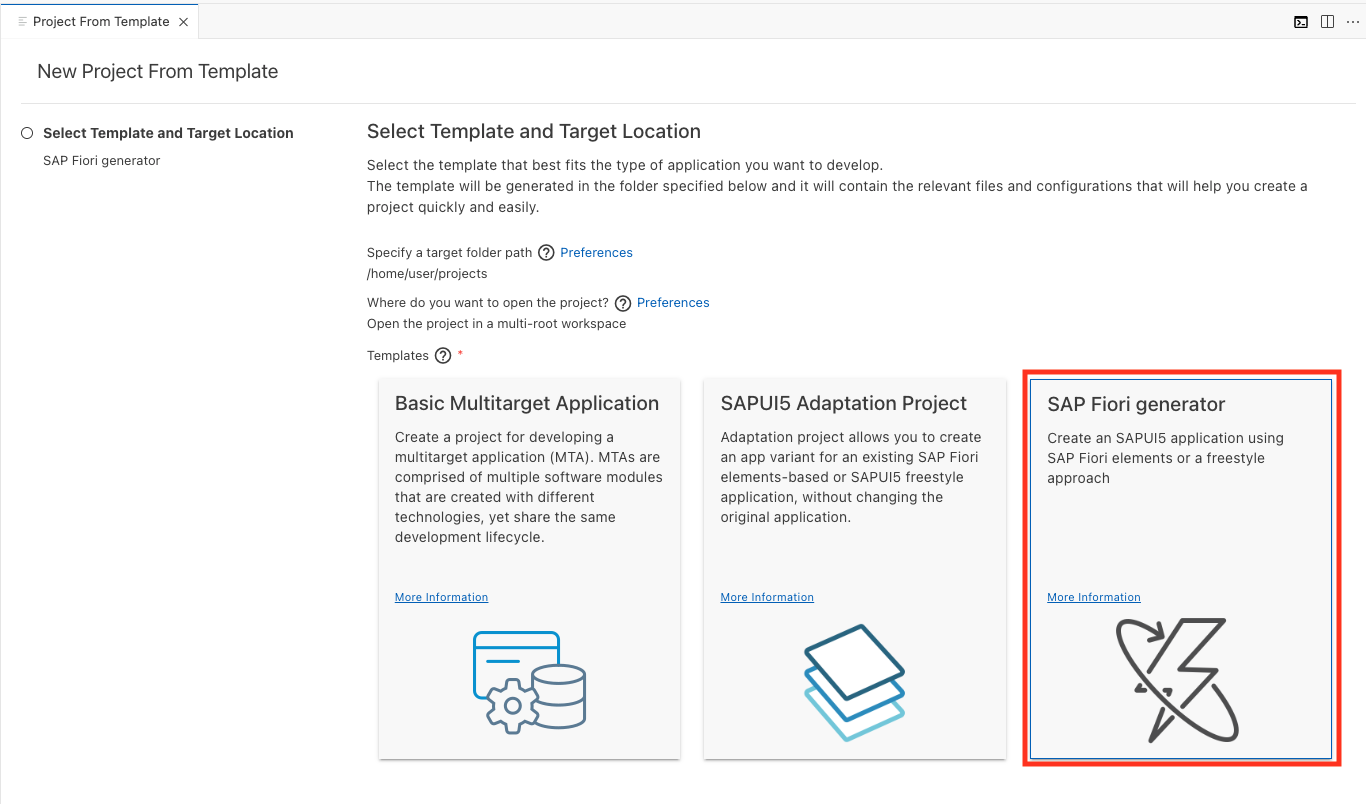 Project From Template
New Project From Template
Select Template and Target Location
SAP Fiori generator
Select Template and Target Location
Select the template that best fits the type of application you want to develop.
The template will be generated in the folder specified below and it will contain the relevant files and configurations that will help you create a
project quickly and easily.
Specify a target folder path ? Preferences
/home/user/projects
Where do you want to open the project? ? Preferences
Open the project in a multi-root workspace
Templates ? *
Basic Multitarget Application
Create a project for developing a
multitarget application (MTA). MTAs are
comprised of multiple software modules
that are created with different
technologies, yet share the same
development lifecycle.
More Information
SAPUI5 Adaptation Project
Adaptation project allows you to create
an app variant for an existing SAP Fiori
elements-based or SAPUI5 freestyle
application, without changing the
original application.
More Information
SAP Fiori generator
Create an SAPUI5 application using
SAP Fiori elements or a freestyle
approach
More Information